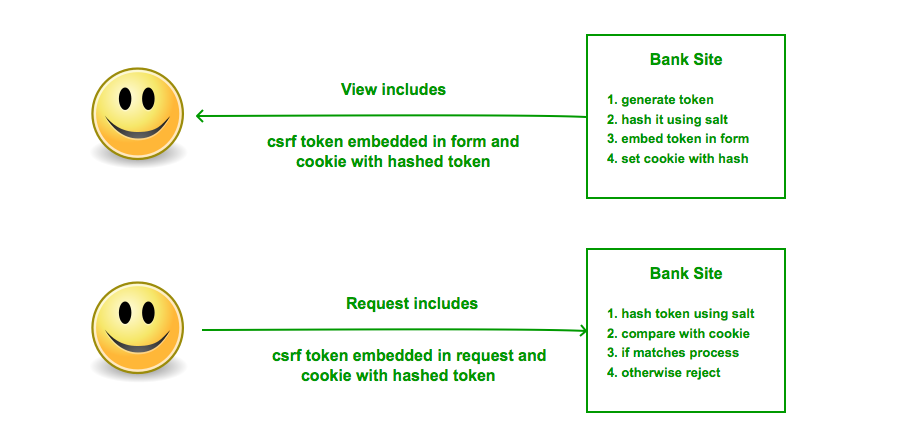 Bank Site
View includes
1. generate token
2. hash it using salt
csrf token embedded in form and
cookie with hashed token
3. embed token in form
4. set cookie with hash
Bank Site
Request includes
1. hash token using salt
2. compare with cookie
csrf token embedded in request and
cookie with hashed token
3. if matches process
4. otherwise reject